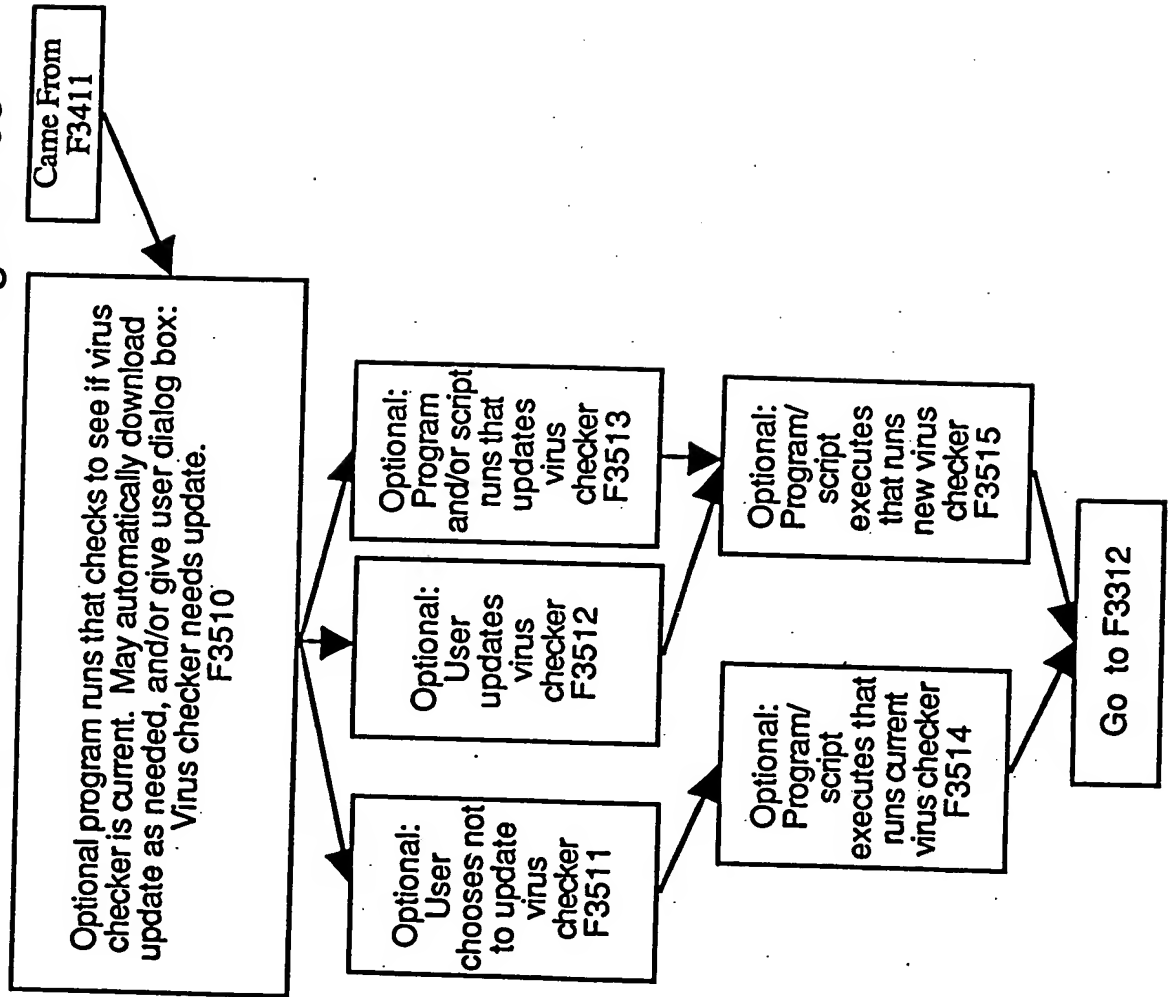 Came From
F3411
Optional program runs that checks to see if virus
checker is current. May automatically download
update as needed, and/or give user dialog box:
Virus checker needs update.
F3510
Optional:
User
chooses not
to update
virus
checker
F3511
Optional:
User
updates
virus
checker
F3512
Optional:
Program
and/or script
runs that
updates
virus
checker
F3513
Optional:
Program/
script
executes that
runs current
virus checker
F3514
Optional:
Program/
script
executes
that runs
new virus
checker
F3515
Go to F3312